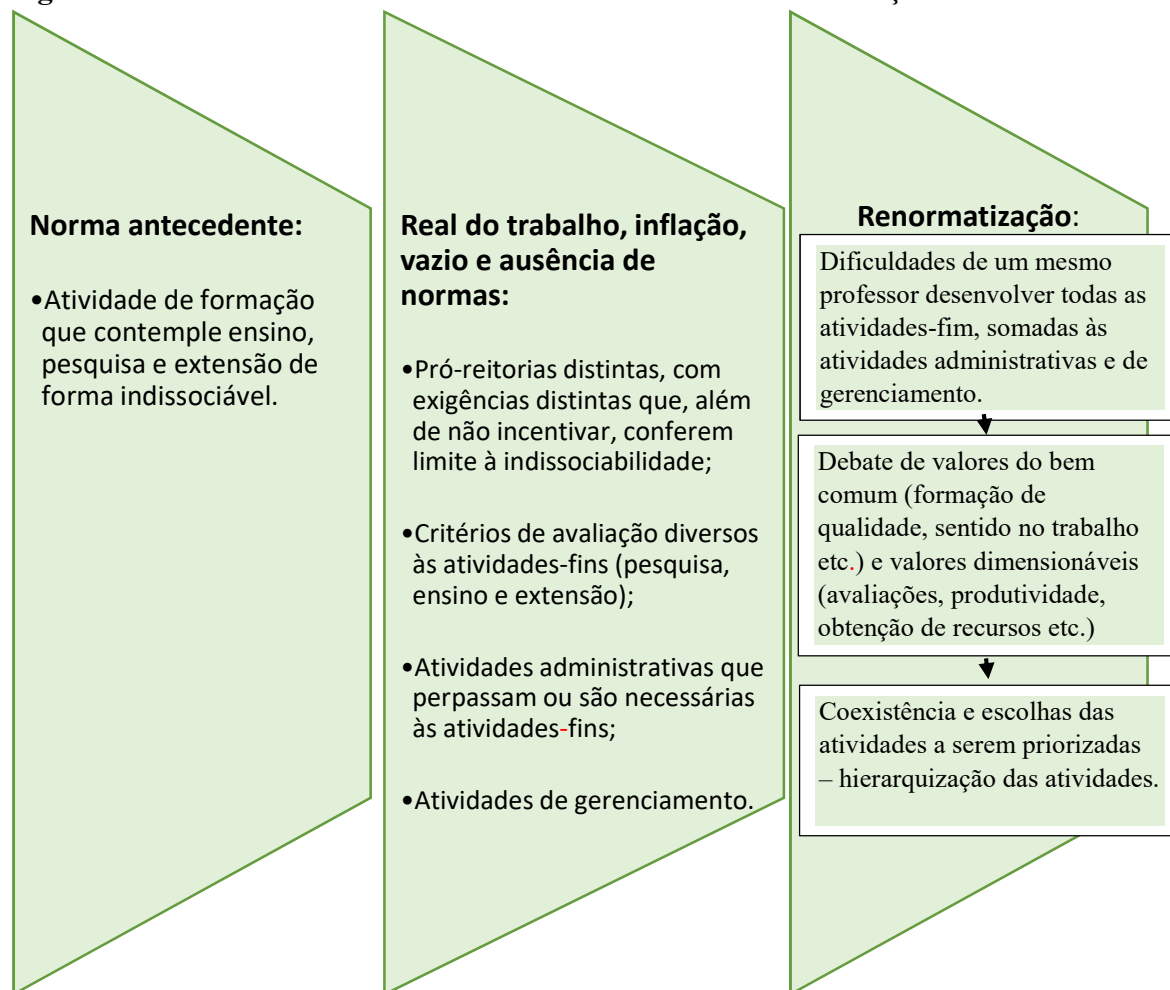 Norma antecedente:
•Atividade de formação
que contemple ensino,
pesquisa e extensão de
forma indissociável.
Real do trabalho, inflação,
vazio e ausência de
normas:
•Pró-reitorias distintas, com
exigências distintas que, além
de não incentivar, conferem
limite à indissociabilidade;
•Critérios de avaliação diversos
às atividades-fins (pesquisa,
ensino e extensão);
•Atividades administrativas que
perpassam ou são necessárias
às atividades-fins;
•Atividades de gerenciamento.
Renormatização:
Dificuldades de um mesmo
professor desenvolver todas as
atividades-fim, somadas às
atividades administrativas e de
gerenciamento.
Debate de valores do bem
comum (formação de
qualidade, sentido no trabalho
etc.) e valores dimensionáveis
(avaliações, produtividade,
obtenção de recursos etc.)
Coexistência e escolhas das
atividades a serem priorizadas
– hierarquização das atividades.